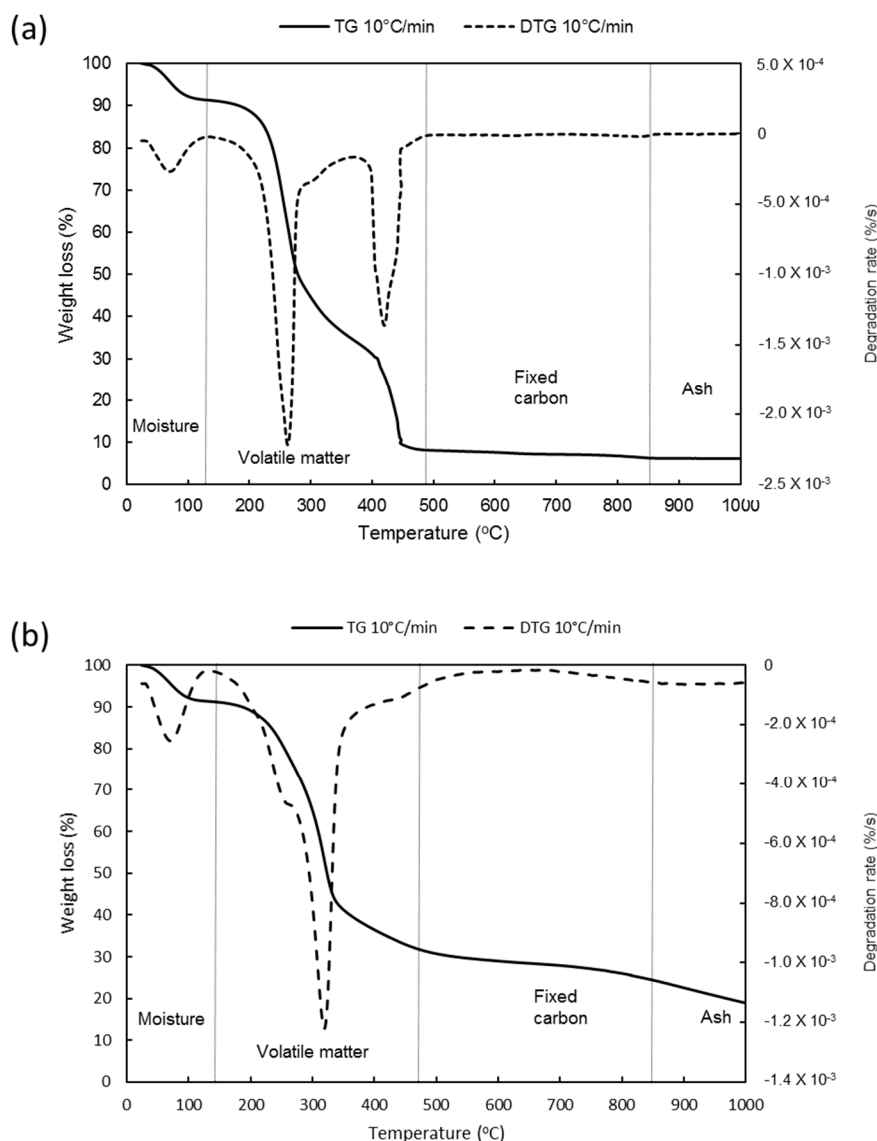 (a)
TG 10°C/min DTG 10°C/min
Weight loss (%)
100
90
80
70
60
50
40
30
20
10
0
5.0 X 10⁻⁴
0
-5.0 X 10⁻⁴
-1.0 X 10⁻³
-1.5 X 10⁻³
-2.0 X 10⁻³
-2.5 X 10⁻³
Degradation rate (%/s)
Moisture
Volatile matter
Fixed
carbon
Ash
0 100 200 300 400 500 600 700 800 900 1000
Temperature (°C)
(b)
TG 10°C/min DTG 10°C/min
Weight loss (%)
100
90
80
70
60
50
40
30
20
10
0
0
-2.0 X 10⁻⁴
-4.0 X 10⁻⁴
-6.0 X 10⁻⁴
-8.0 X 10⁻⁴
-1.0 X 10⁻³
-1.2 X 10⁻³
-1.4 X 10⁻³
Degradation rate (%/s)
Moisture
Volatile matter
Fixed
carbon
Ash
0 100 200 300 400 500 600 700 800 900 1000
Temperature (°C)